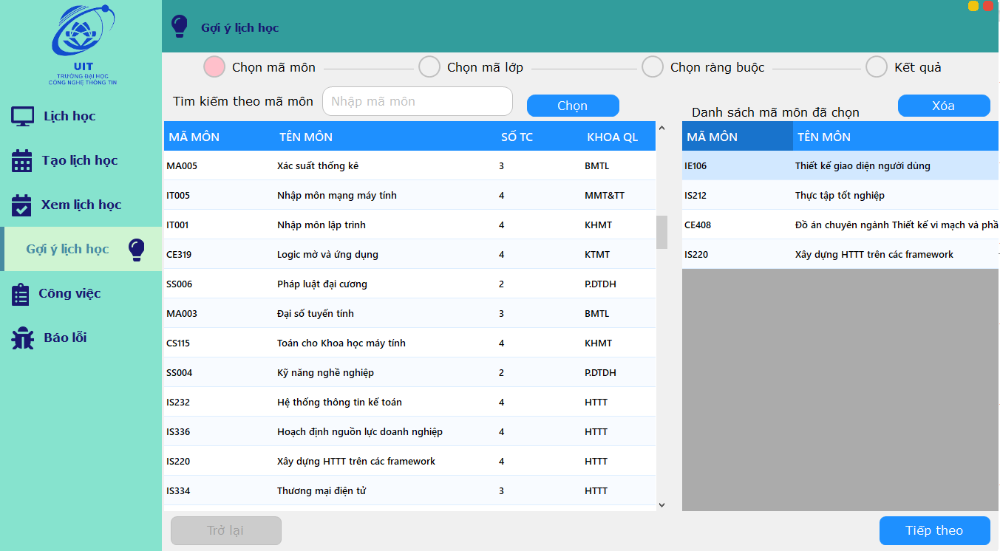 UIT
TRƯỜNG ĐẠI HỌC
CÔNG NGHỆ THÔNG TIN
Lịch học
Tạo lịch học
Xem lịch học
Gợi ý lịch học
Công việc
Báo lỗi
Gợi ý lịch học
Chọn mã môn Chọn mã lớp Chọn ràng buộc Kết quả
Tìm kiếm theo mã môn Nhập mã môn Chọn
MÃ MÔN TÊN MÔN SỐ TC KHOA QL
MA005 Xác suất thống kê 3 BMTL
IT005 Nhập môn mạng máy tính 4 MMT&TT
IT001 Nhập môn lập trình 4 KHMT
CE319 Logic mờ và ứng dụng 4 KTMT
SS006 Pháp luật đại cương 2 P.DTDH
MA003 Đại số tuyến tính 3 BMTL
CS115 Toán cho Khoa học máy tính 4 KHMT
SS004 Kỹ năng nghề nghiệp 2 P.DTDH
IS232 Hệ thống thông tin kế toán 4 HTTT
IS336 Hoạch định nguồn lực doanh nghiệp 4 HTTT
IS220 Xây dựng HTTT trên các framework 4 HTTT
IS334 Thương mại điện tử 3 HTTT
Danh sách mã môn đã chọn Xóa
MÃ MÔN TÊN MÔN
IE106 Thiết kế giao diện người dùng
IS212 Thực tập tốt nghiệp
CE408 Đồ án chuyên ngành Thiết kế vi mạch và phầ
IS220 Xây dựng HTTT trên các framework
Trở lại Tiếp theo